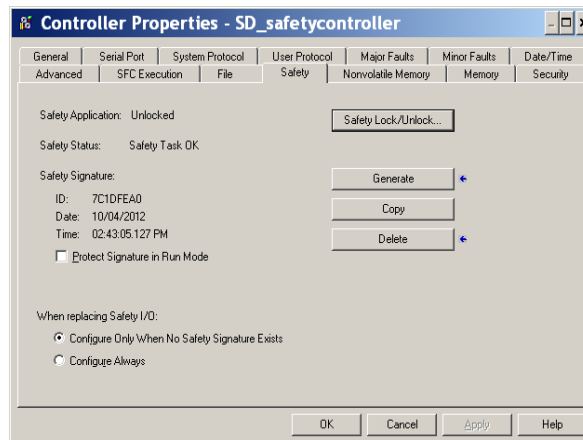 Controller Properties - SD_safetycontroller
General Serial Port System Protocol User Protocol Major Faults Minor Faults Date/Time
Advanced SFC Execution File Safety Nonvolatile Memory Memory Security
Safety Application: Unlocked
Safety Lock/Unlock...
Safety Status: Safety Task OK
Safety Signature:
Generate
ID: 7C1DFEA0
Copy
Date: 10/04/2012
Time: 02:43:05.127 PM
Delete
Protect Signature in Run Mode
When replacing Safety I/O:
Configure Only When No Safety Signature Exists
Configure Always
OK Cancel Apply Help